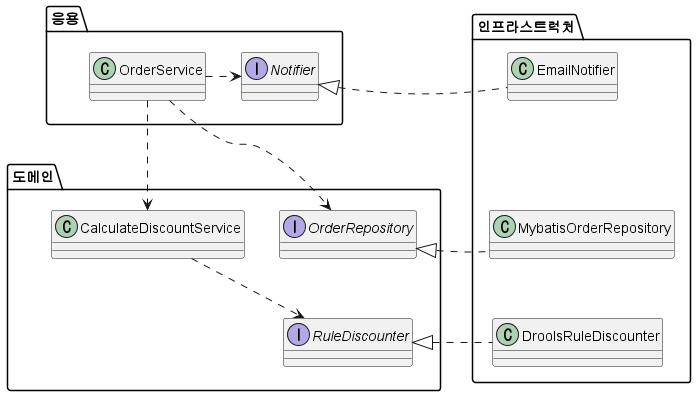 응용
인프라스트럭쳐
C OrderService
I Notifier
C EmailNotifier
도메인
C CalculateDiscountService
I OrderRepository
C MybatisOrderRepository
I RuleDiscounter
C DroolsRuleDiscounter